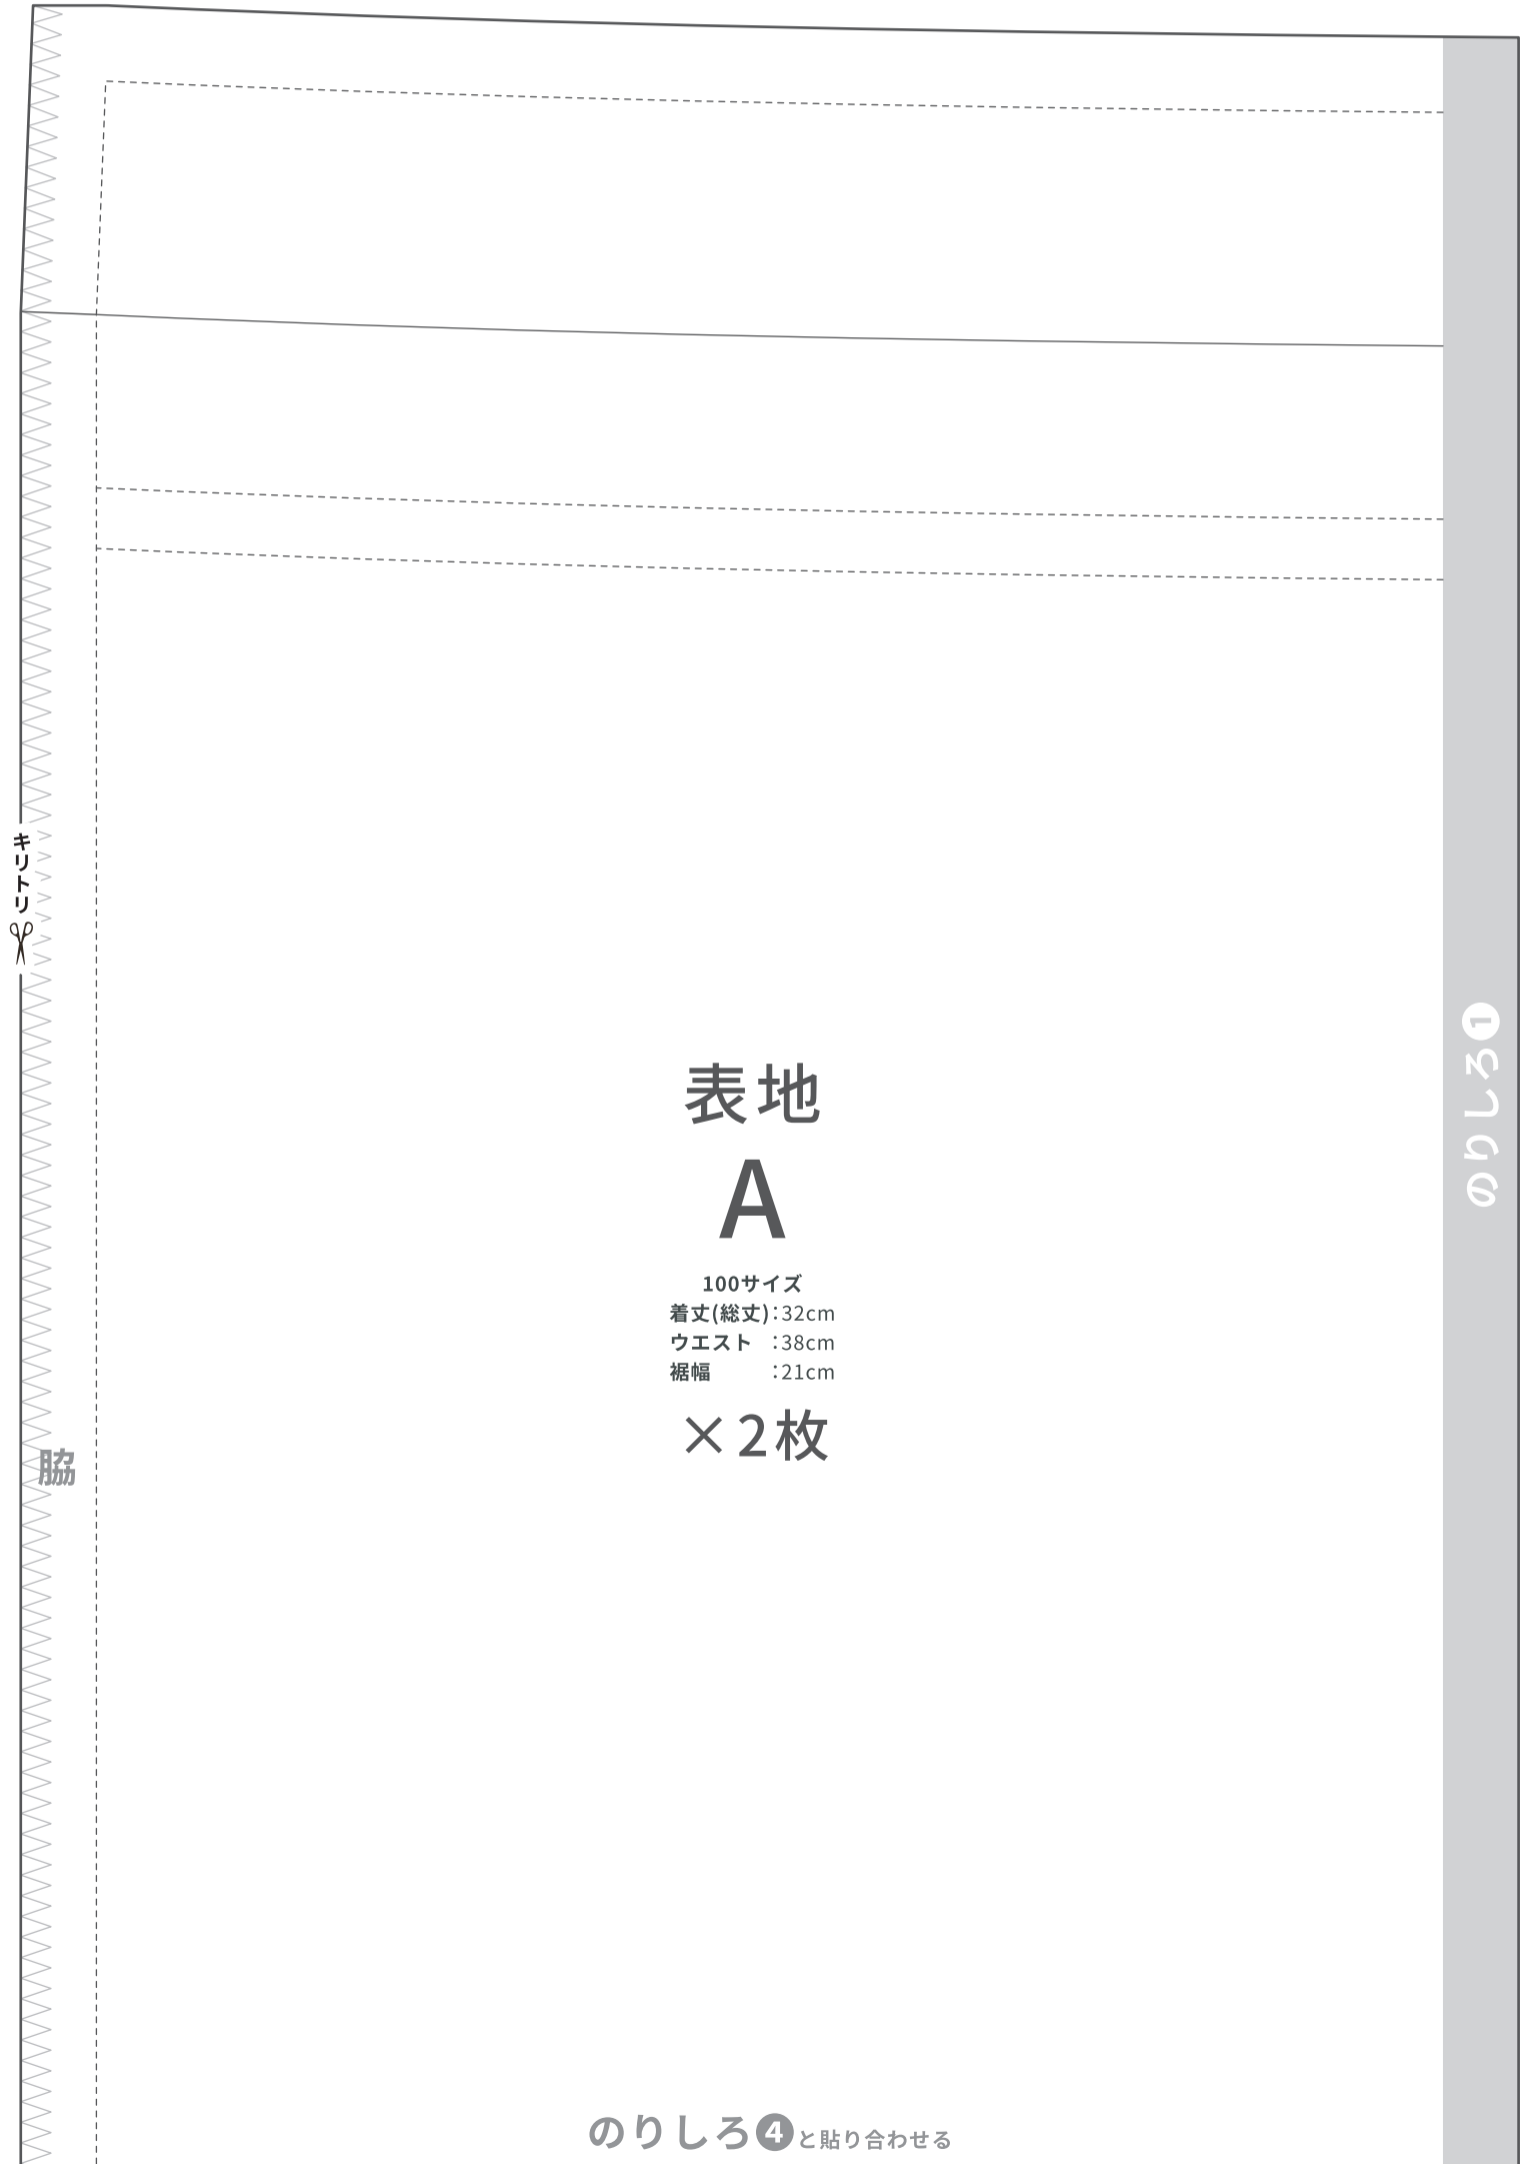 キリトリ
のりしろ1
表地
A
100サイズ
着丈(総丈):32cm
ウエスト :38cm
裾幅 :21cm
×2枚
脇
のりしろ4と貼り合わせる